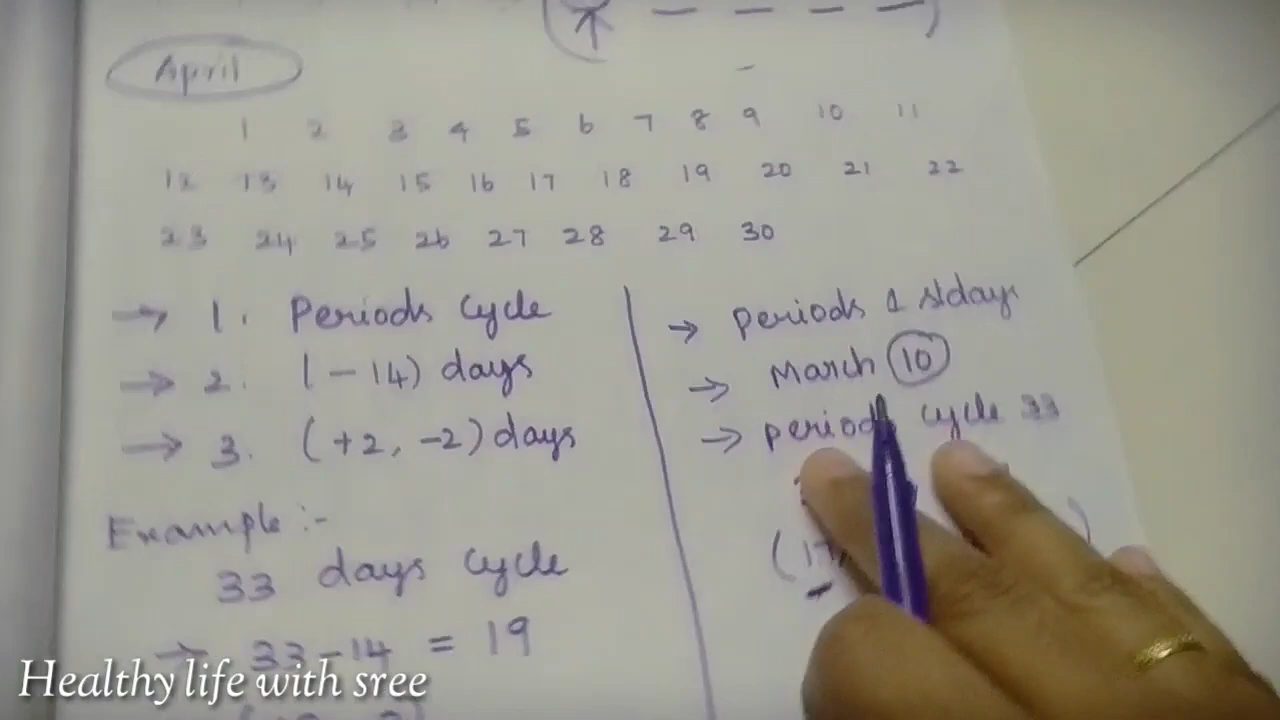 April
1 2 3 4 5 6 7 8 9 10 11
12 13 14 15 16 17 18 19 20 21 22
23 24 25 26 27 28 29 30
→ 1. Periods cycle
→ 2. (-14) days
→ 3. (+2, -2) days
Example :-
33 days cycle
→ 33-14 = 19
→ periods 1 st days
→ March 10
→ periods cycle 33
(17,
Healthy life with sree